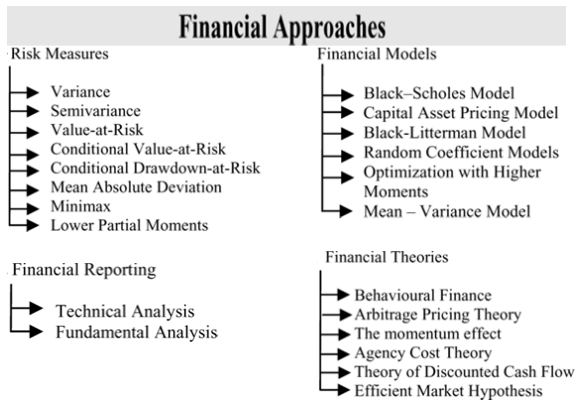 Financial Approaches
Risk Measures
Variance
Semivariance
Value-at-Risk
Conditional Value-at-Risk
Conditional Drawdown-at-Risk
Mean Absolute Deviation
Minimax
Lower Partial Moments
Financial Models
Black–Scholes Model
Capital Asset Pricing Model
Black-Litterman Model
Random Coefficient Models
Optimization with Higher
Moments
Mean – Variance Model
Financial Reporting
Technical Analysis
Fundamental Analysis
Financial Theories
Behavioural Finance
Arbitrage Pricing Theory
The momentum effect
Agency Cost Theory
Theory of Discounted Cash Flow
Efficient Market Hypothesis